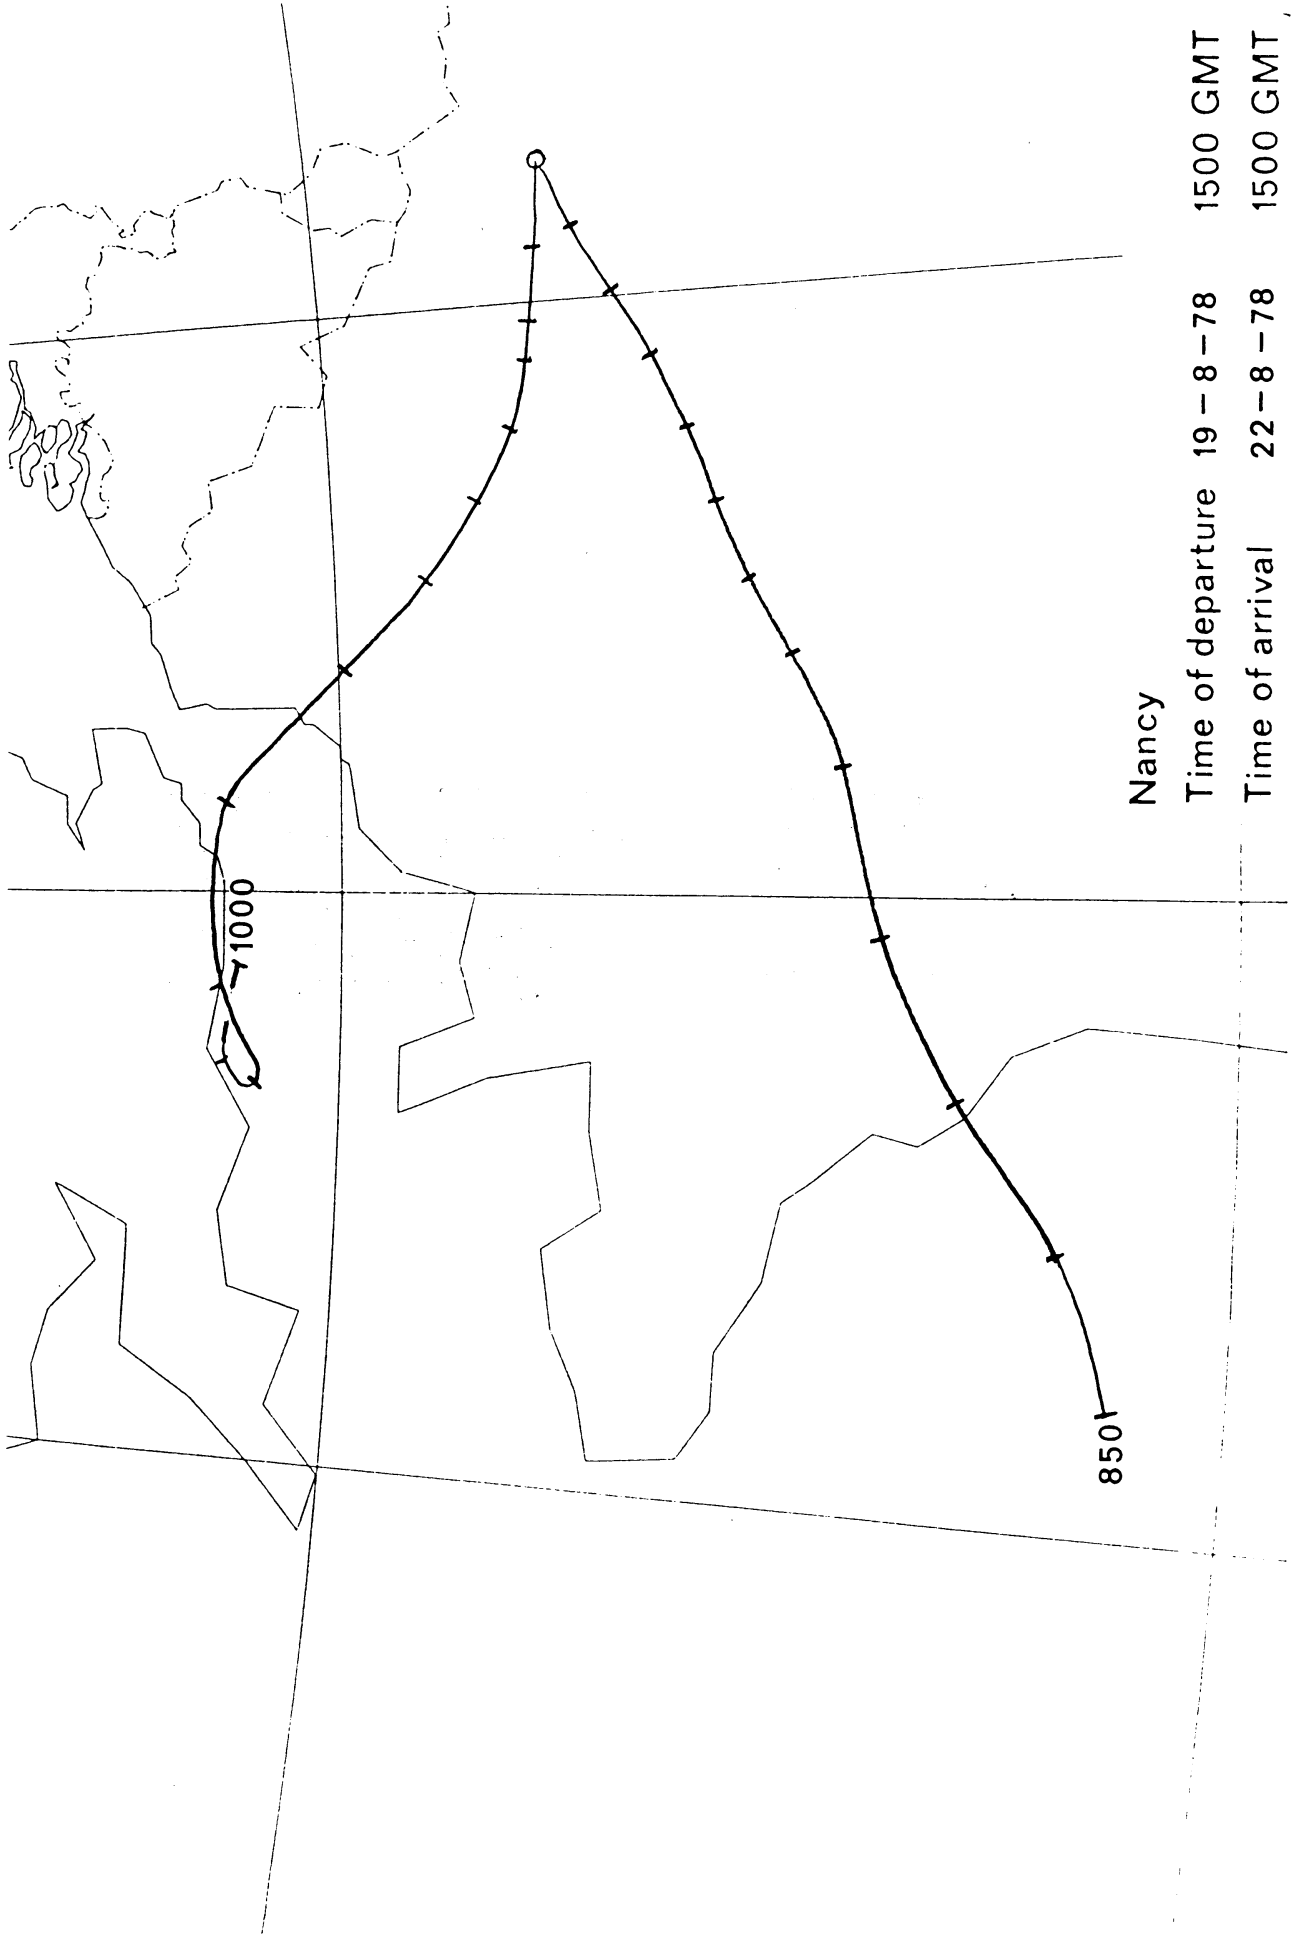 1000
850
Nancy
Time of departure 19-8-78 1500 GMT
Time of arrival 22-8-78 1500 GMT